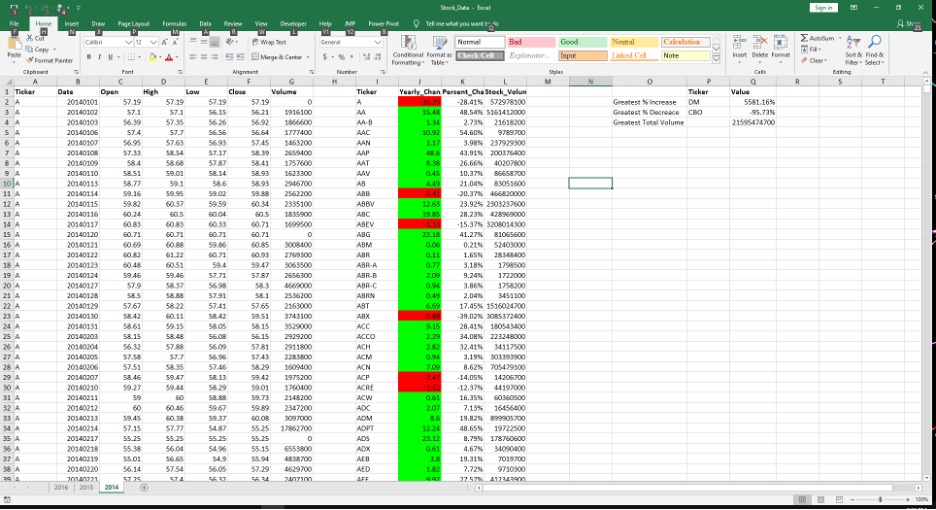 Stock_Data - Excel
Sign in
File Home Insert Draw Page Layout Formulas Data Review View Developer Help JMP Power Pivot Tell me what you want to do
Cut
Copy
Paste Format Painter
Calibri 12 General
Wrap Text
Merge & Center
Conditional Formatting Format as Table
Normal Bad Good Neutral Calculation
Check Cell Explanator... Input Linked Cell Note
Insert Delete Format
AutoSum
Fill
Clear
Sort & Filter Find & Select
Clipboard Font Alignment Number Styles Cells Editing
A B C D E F G H I J K L M N O P Q R S T U
1 Ticker Date Open High Low Close Volume Ticker Yearly_Chan Percent_Cha Stock_Volun Ticker Value
2 A 20140101 57.19 57.19 57.19 57.19 0 A -28.41% 572978100 Greatest % Increase DM 5581.16%
3 A 20140102 57.1 57.1 56.15 56.21 1916100 AA 15.48 48.54% 5161412000 Greatest % Decreace CBO -95.73%
4 A 20140103 56.39 57.35 56.26 56.92 1866600 AA-B 1.34 2.73% 21618200 Greatest Total Volume 21595474700
5 A 20140106 57.4 57.7 56.56 56.64 1777400 AAC 10.92 54.60% 9789700
6 A 20140107 56.95 57.63 56.93 57.45 1463200 AAN 1.17 3.98% 237929300
7 A 20140108 57.33 58.54 57.17 58.39 2659400 AAP 48.6 43.91% 200376400
8 A 20140109 58.4 58.68 57.87 58.41 1757600 AAT 8.38 26.66% 40207800
9 A 20140110 58.51 59.01 58.14 58.93 1623300 AAV 0.45 10.37% 86658700
10 A 20140113 58.77 59.1 58.6 58.93 2946700 AB 4.49 21.04% 83051600
11 A 20140114 59.16 59.95 59.02 59.88 2562200 ABB -20.37% 466820000
12 A 20140115 59.82 60.37 59.59 60.34 2335100 ABBV 12.63 23.92% 2303237600
13 A 20140116 60.24 60.5 60.04 60.5 1835900 ABC 19.85 28.23% 428969000
14 A 20140117 60.83 60.83 60.33 60.71 1699500 ABEV -15.37% 3208014300
15 A 20140120 60.71 60.71 60.71 60.71 0 ABG 22.18 41.27% 81065600
16 A 20140121 60.69 60.88 59.86 60.85 3008400 ABM 0.06 0.21% 52403000
17 A 20140122 60.82 61.22 60.71 60.93 2769300 ABR 0.11 1.65% 28348400
18 A 20140123 60.48 60.51 59.4 59.47 3063500 ABR-A 0.77 3.18% 1798500
19 A 20140124 59.46 59.46 57.71 57.87 2656300 ABR-B 2.09 9.24% 1722000
20 A 20140127 57.9 58.37 56.98 58.3 4669000 ABR-C 0.94 3.86% 1758200
21 A 20140128 58.5 58.88 57.91 58.1 2536200 ABRN 0.49 2.04% 3451100
22 A 20140129 57.67 58.22 57.41 57.65 2163000 ABT 6.69 17.45% 1516024700
23 A 20140130 58.42 60.11 58.42 59.51 3743100 ABX -39.02% 3085372400
24 A 20140131 58.61 59.15 58.05 58.15 3529000 ACC 9.15 28.41% 180543400
25 A 20140203 58.15 58.48 56.08 56.15 2929200 ACCO 2.29 34.08% 223248000
26 A 20140204 56.32 57.88 56.09 57.81 2911800 ACH 2.82 32.41% 34117500
27 A 20140205 57.58 57.7 56.96 57.43 2283800 ACM 0.94 3.19% 303393900
28 A 20140206 57.51 58.35 57.46 58.29 1609400 ACN 7.09 8.62% 705479100
29 A 20140207 58.46 59.47 58.13 59.42 1975200 ACP -14.05% 14206700
30 A 20140210 59.27 59.44 58.29 59.01 1760400 ACRE -12.37% 44197000
31 A 20140211 59 60 58.88 59.73 2148200 ACW 0.61 16.35% 60360500
32 A 20140212 60 60.46 59.67 59.89 2347200 ADC 2.07 7.13% 16456400
33 A 20140213 59.45 60.38 59.37 60.08 3097000 ADM 8.6 19.82% 899905700
34 A 20140214 57.15 57.77 54.87 55.25 17862700 ADPT 12.24 48.65% 19722500
35 A 20140217 55.25 55.25 55.25 55.25 0 ADS 23.12 8.79% 178760600
36 A 20140218 55.38 56.04 54.96 55.15 6553800 ADX 0.61 4.67% 34090400
37 A 20140219 55.01 56.65 54.9 55.94 4838700 AEB 3.8 19.31% 7019700
38 A 20140220 56.14 57.54 56.05 57.29 4629700 AED 1.82 7.72% 9710300
39 A 20140221 57.25 57.4 56.32 56.34 2407100 AEE 9.97 27.57% 412343900
2016 2015 2014
100%